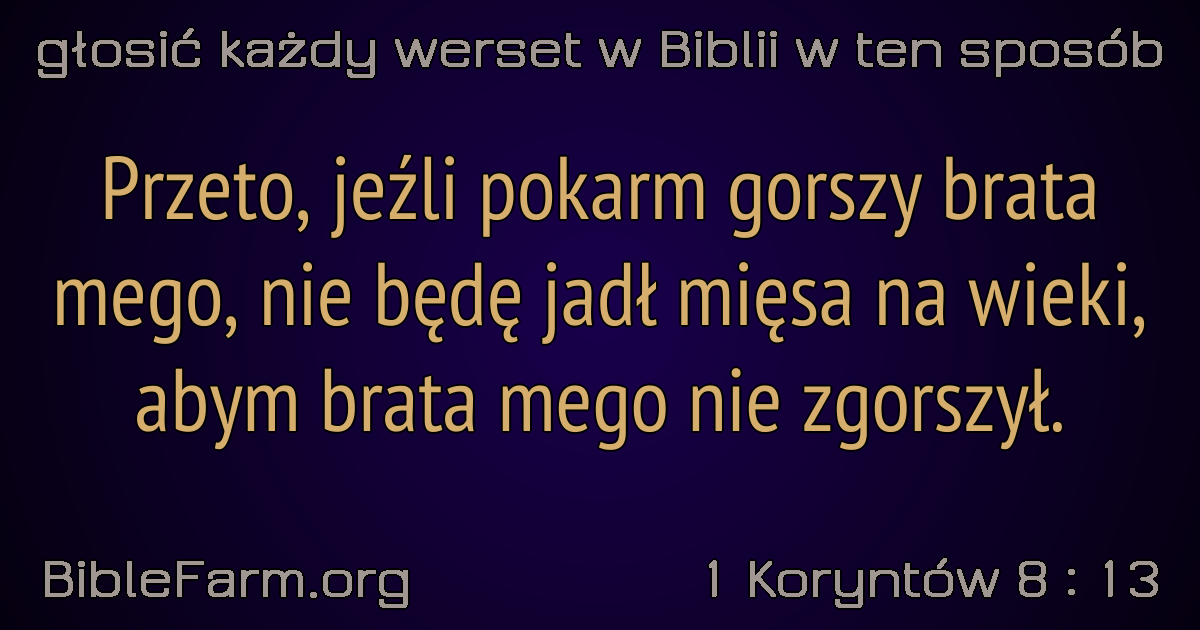 głosić każdy werset w Biblii w ten sposób
Przeto, jeźli pokarm gorszy brata
mego, nie będę jadł mięsa na wieki,
abym brata mego nie zgorszył.
BibleFarm.org
1 Koryntów 8 : 13